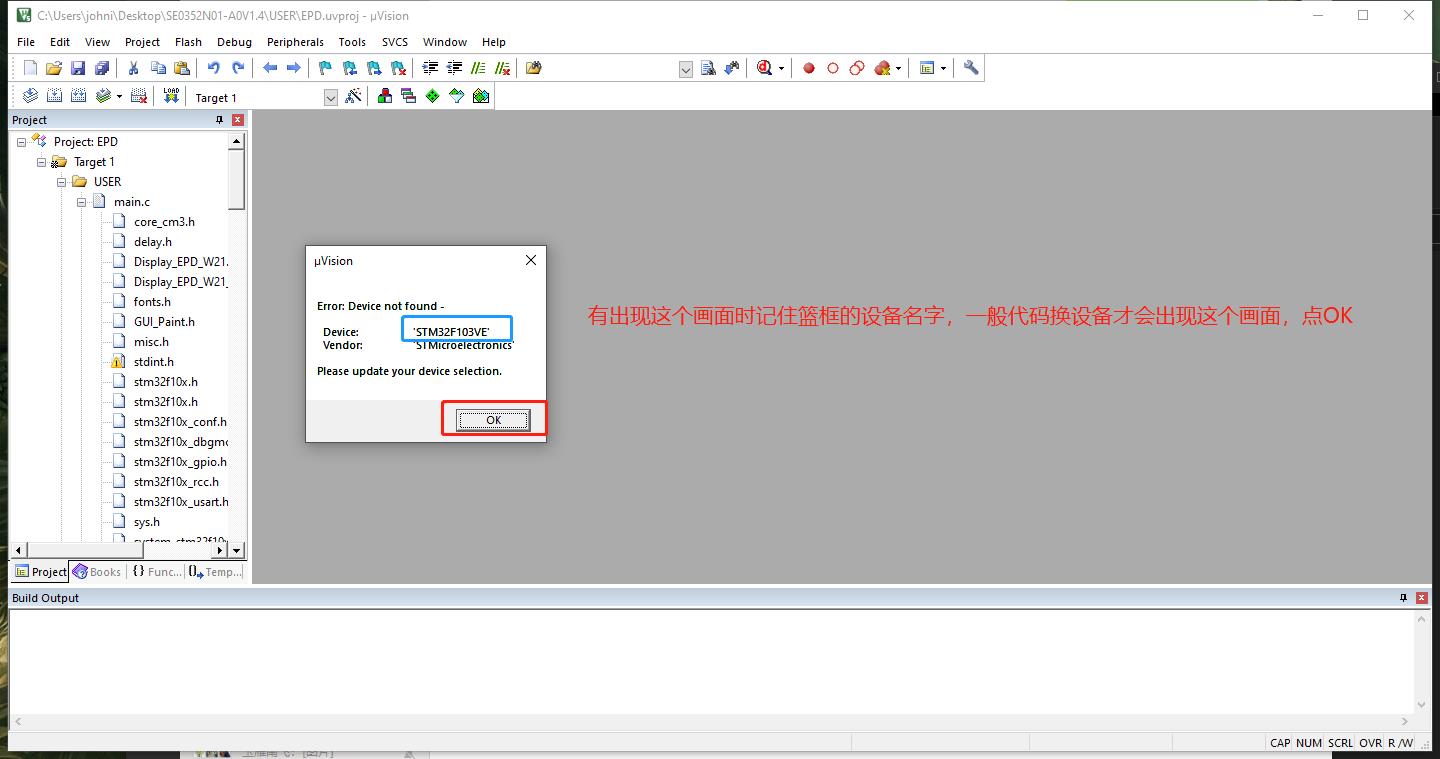 C:\Users\johni\Desktop\SE0352N01-A0V1.4\USER\EPD.uvproj - µVision
File Edit View Project Flash Debug Peripherals Tools SVCS Window Help
LOAD
Target 1
Project
Project: EPD
Target 1
USER
main.c
core_cm3.h
delay.h
Display_EPD_W21.
Display_EPD_W21_
fonts.h
GUI_Paint.h
misc.h
stdint.h
stm32f10x.h
stm32f10x.h
stm32f10x_conf.h
stm32f10x_dbgmc
stm32f10x_gpio.h
stm32f10x_rcc.h
stm32f10x_usart.h
sys.h
system_stm32f10x
Project Books {} Func... {} Temp...
µVision
Error: Device not found -
Device: 'STM32F103VE'
Vendor: 'STMicroelectronics'
Please update your device selection.
OK
有出现这个画面时记住篮框的设备名字，一般代码换设备才会出现这个画面，点OK
Build Output
CAP NUM SCRL OVR R /W